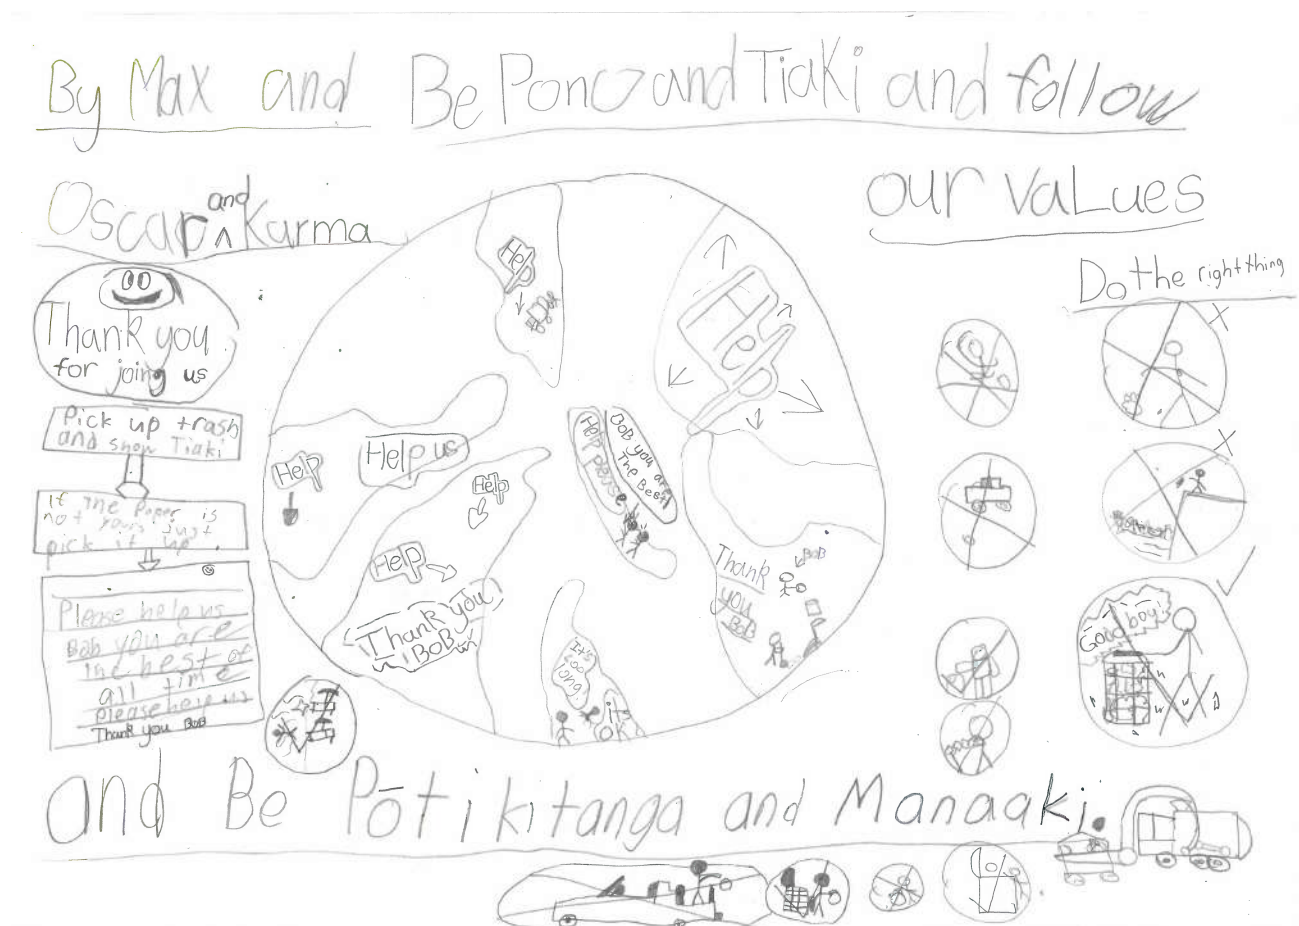 By Max and
Be Pono and Tiaki and follow
Oscar and Karma
our vaLues
Do the right thing
Thank you
for joing us
Pick up trash
and snow Tiaki
If The Paper is
not yours just
pick it up
Please help us
Bob you are
the best of
all time
please help us
Thank you BOB
Hel
Help
Help us
Help
Help
Thank you
BOB
Help please
BOB you are
The Best
It's
Thank
you
BOB
BOB
X
X
Good boy!
and Be Pōtikitanga and Manaaki.